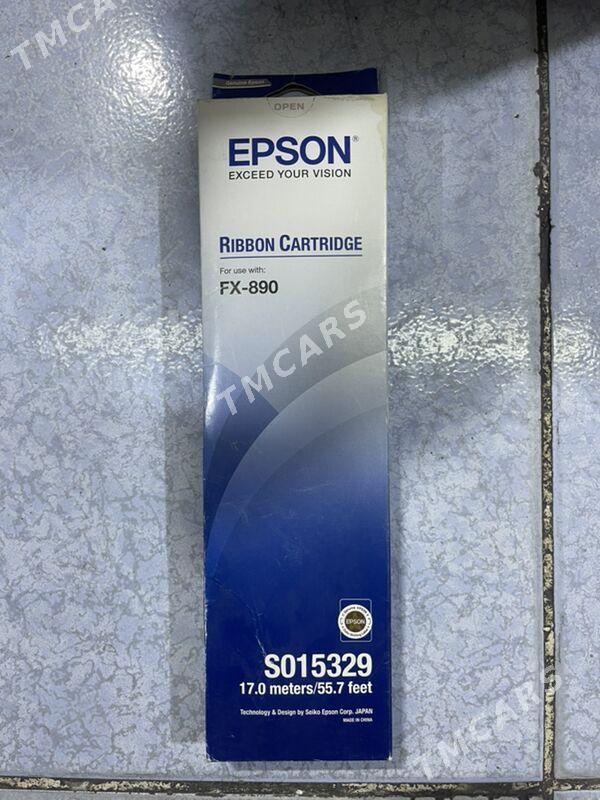 TMCARS
Genuine Epson
OPEN
EPSON®
EXCEED YOUR VISION
RIBBON CARTRIDGE
For use with:
FX-890
TMCARS
EPSON
S015329
17.0 meters/55.7 feet
Technology & Design by Seiko Epson Corp. JAPAN
MADE IN CHINA
TMCARS